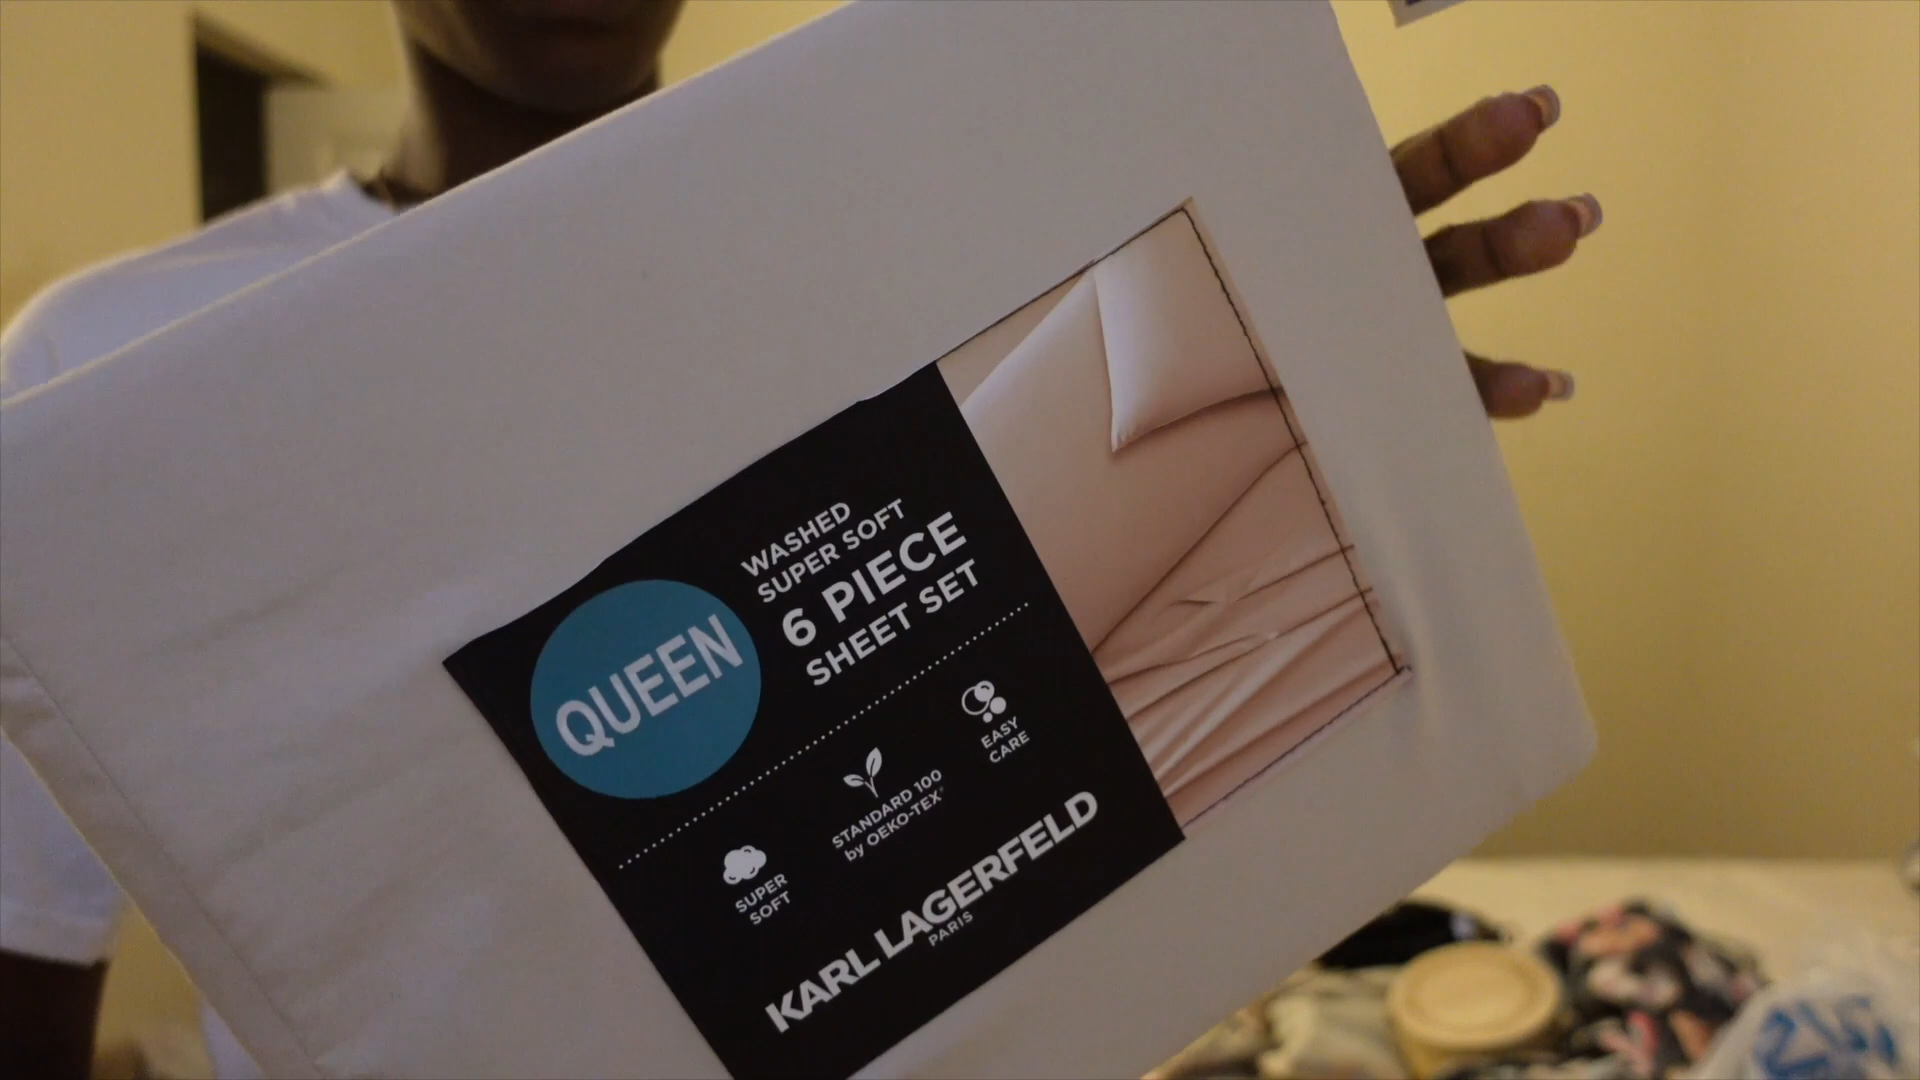 QUEEN
WASHED
SUPER SOFT
6 PIECE
SHEET SET
SUPER
SOFT
STANDARD 100
by OEKO-TEX®
EASY
CARE
KARL LAGERFELD
PARIS